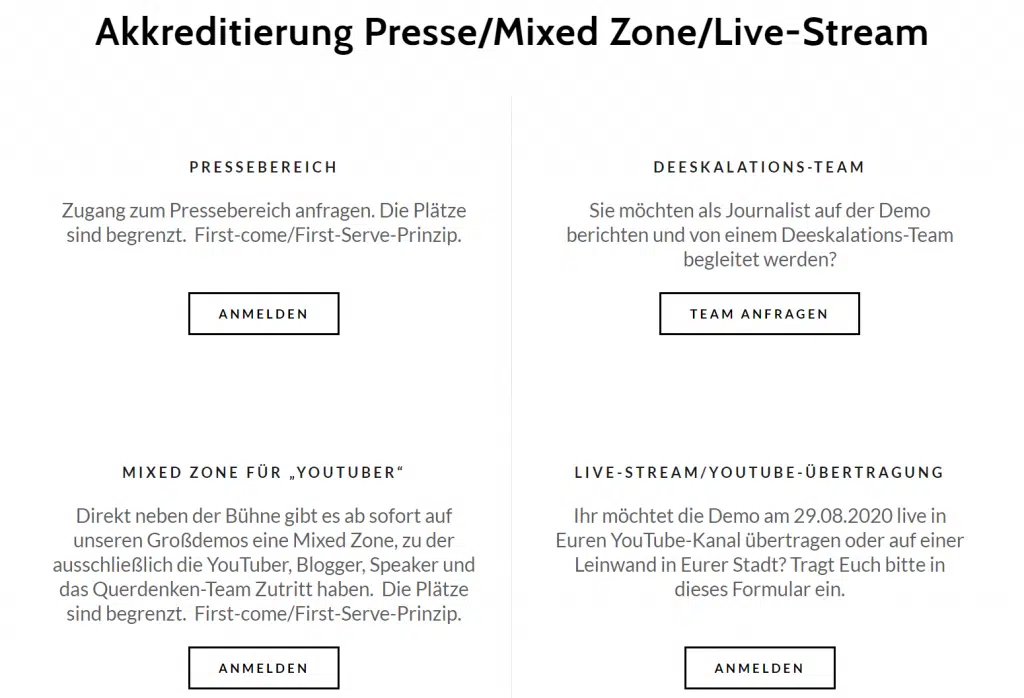 Akkreditierung Presse/Mixed Zone/Live-Stream
PRESSEBEREICH
Zugang zum Pressebereich anfragen. Die Plätze
sind begrenzt.  First-come/First-Serve-Prinzip.
ANMELDEN
DEESKALATIONS-TEAM
Sie möchten als Journalist auf der Demo
berichten und von einem Deeskalations-Team
begleitet werden?
TEAM ANFRAGEN
MIXED ZONE FÜR „YOUTUBER“
Direkt neben der Bühne gibt es ab sofort auf
unseren Großdemos eine Mixed Zone, zu der
ausschließlich die YouTuber, Blogger, Speaker und
das Querdenken-Team Zutritt haben.  Die Plätze
sind begrenzt.  First-come/First-Serve-Prinzip.
ANMELDEN
LIVE-STREAM/YOUTUBE-ÜBERTRAGUNG
Ihr möchtet die Demo am 29.08.2020 live in
Euren YouTube-Kanal übertragen oder auf einer
Leinwand in Eurer Stadt? Tragt Euch bitte in
dieses Formular ein.
ANMELDEN